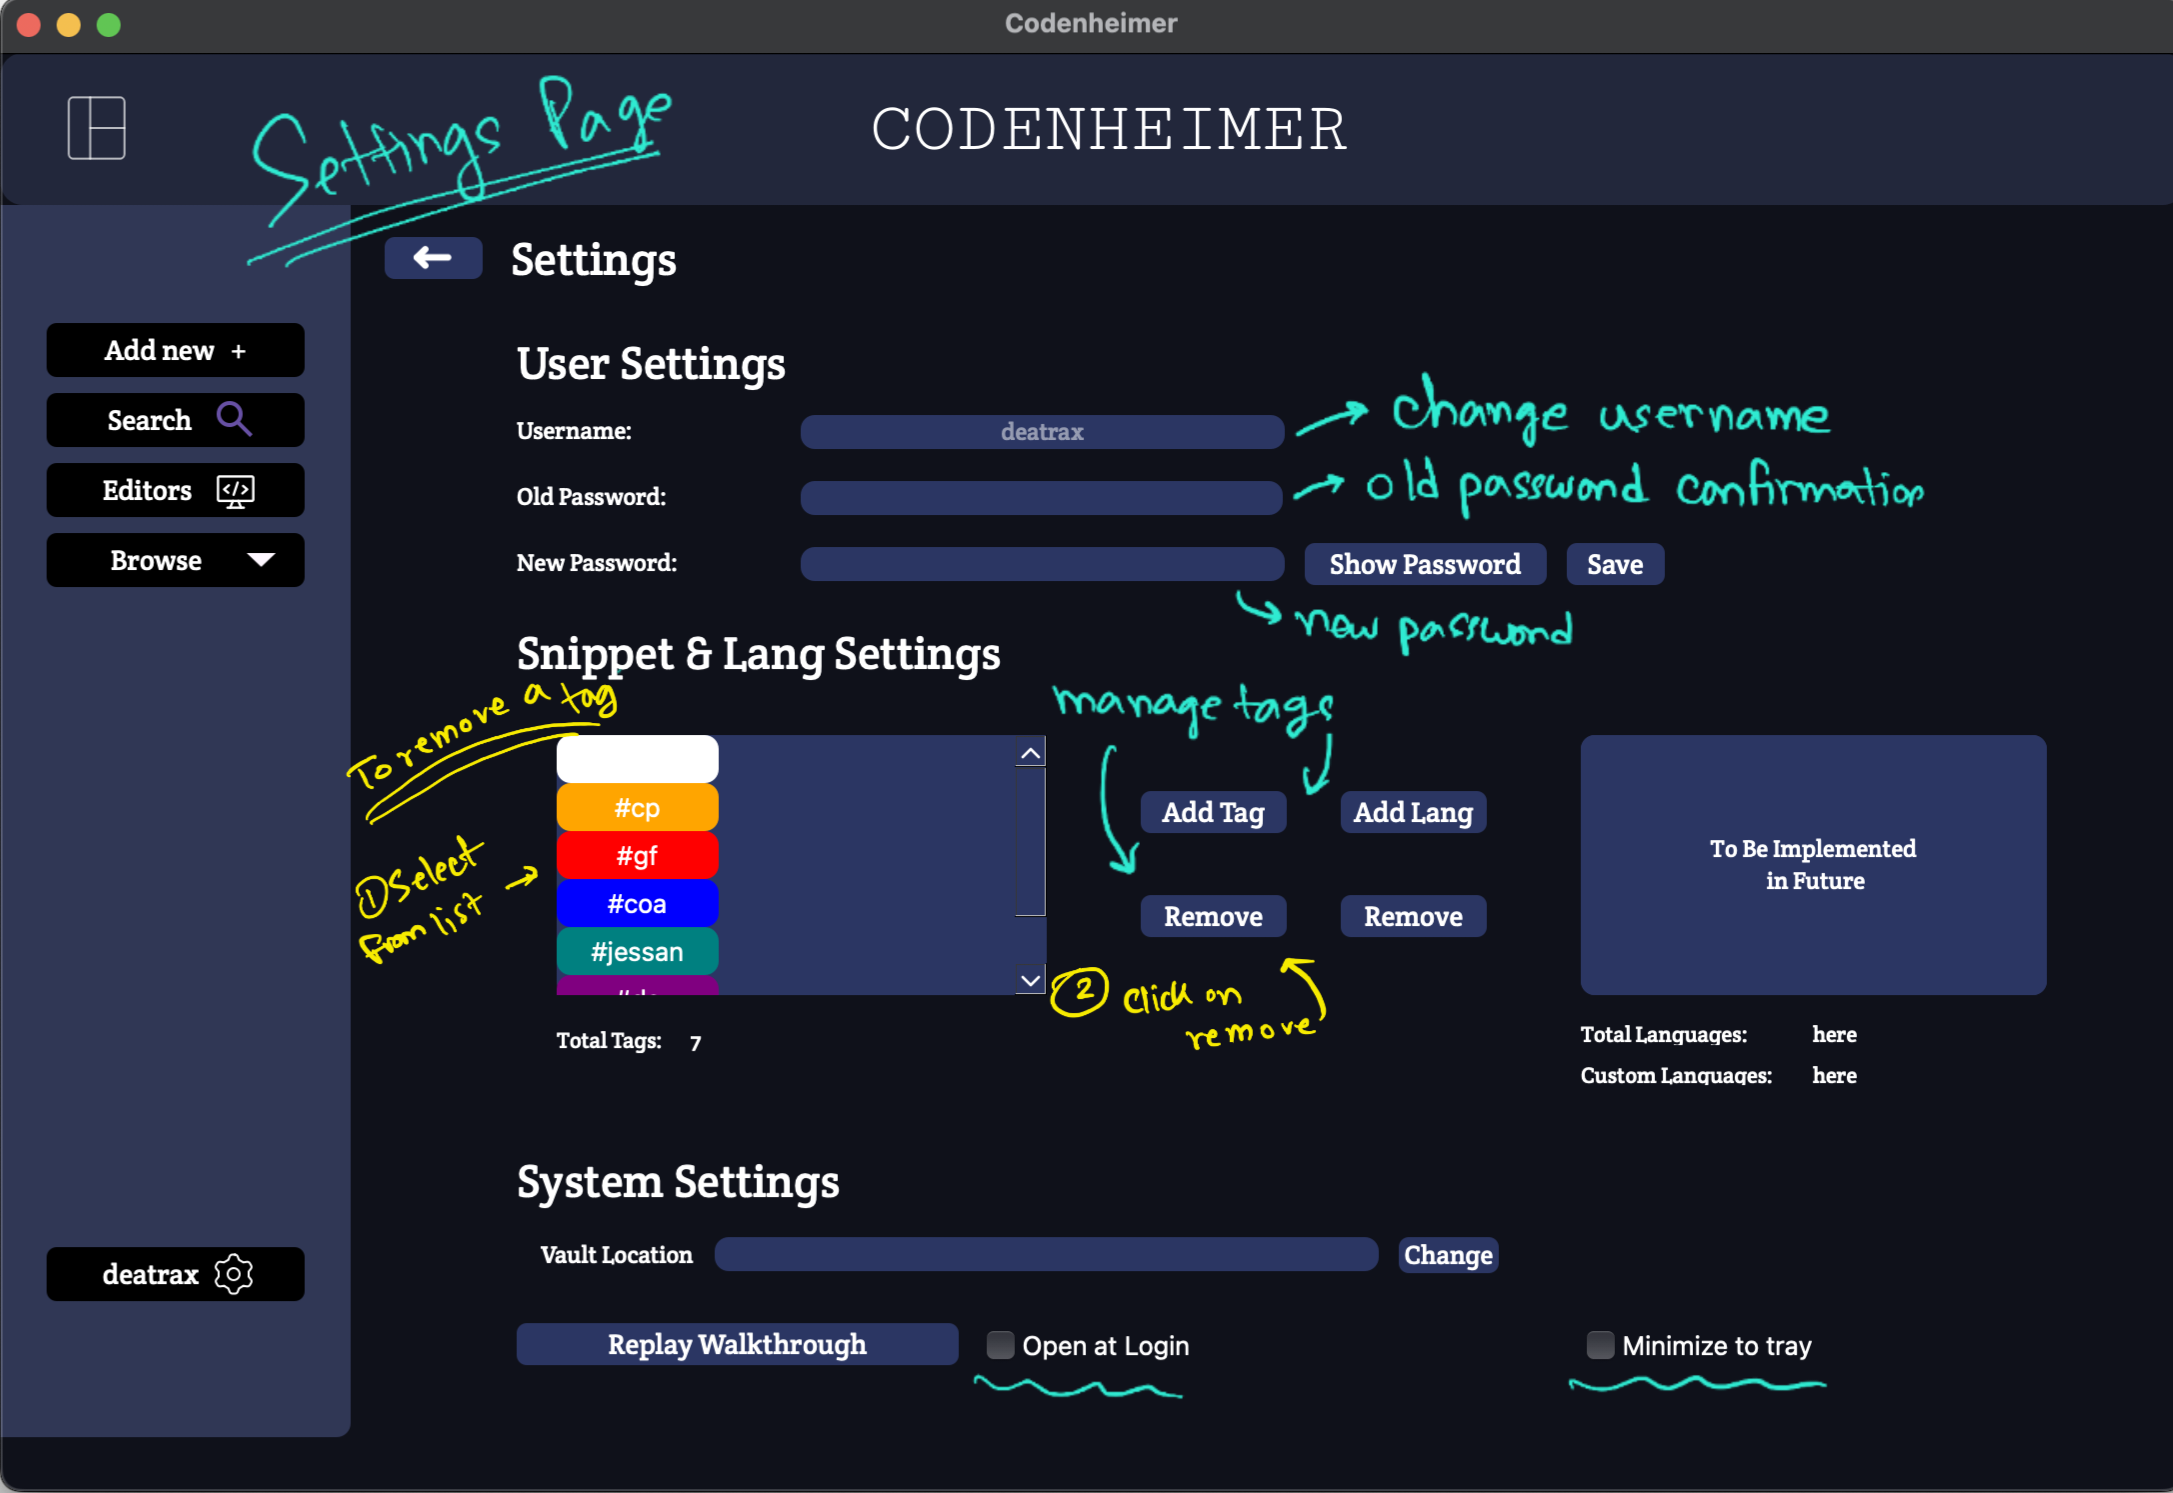 Codenheimer
Settings Page
CODENHEIMER
Settings
Add new +
Search
Editors </>
Browse
deatrax
User Settings
Username: deatrax → change username
Old Password: → old password confirmation
New Password: Show Password Save
new password
Snippet & Lang Settings
To remove a tag
manage tags
#cp
#gf
#coa
#jessan
① Select
from list →
Add Tag Add Lang
Remove Remove
② Click on
remove
To Be Implemented
in Future
Total Tags: 7
Total Languages: here
Custom Languages: here
System Settings
Vault Location Change
Replay Walkthrough Open at Login Minimize to tray